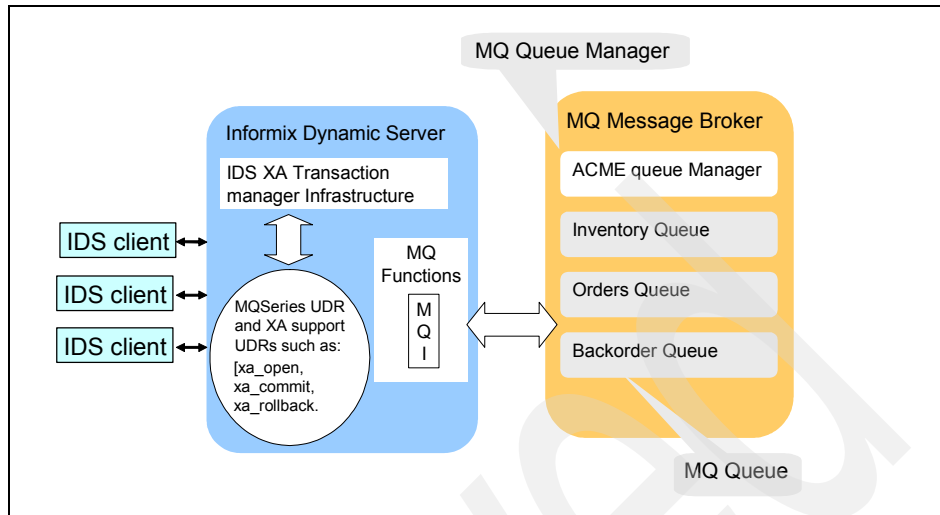 MQ Queue Manager
Informix Dynamic Server
IDS XA Transaction
manager Infrastructure
IDS client
IDS client
IDS client
MQSeries UDR
and XA support
UDRs such as:
[xa_open,
xa_commit,
xa_rollback.
MQ
Functions
M
Q
I
MQ Message Broker
ACME queue Manager
Inventory Queue
Orders Queue
Backorder Queue
MQ Queue